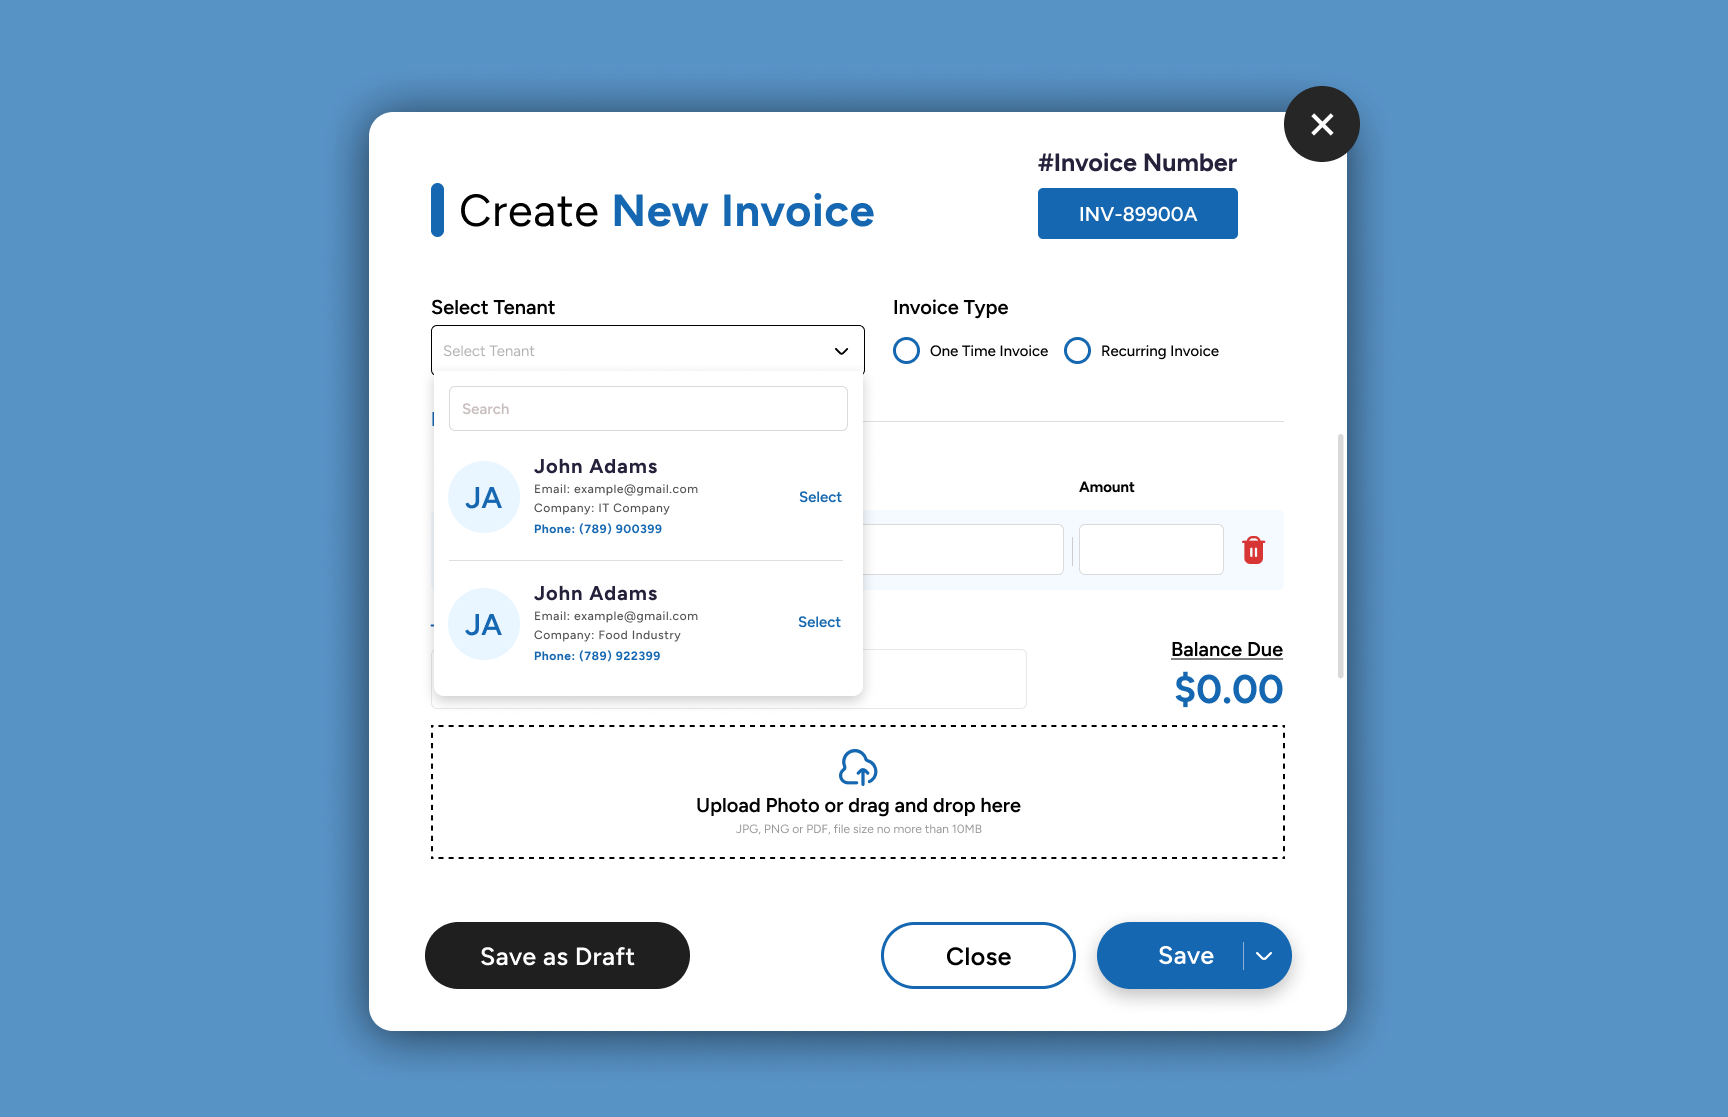 #Invoice Number
Create New Invoice
INV-89900A
Select Tenant
Invoice Type
Select Tenant
One Time Invoice
Recurring Invoice
Search
John Adams
Email: example@gmail.com
Company: IT Company
Phone: (789) 900399
Select
Amount
John Adams
Email: example@gmail.com
Company: Food Industry
Phone: (789) 922399
Select
Balance Due
$0.00
Upload Photo or drag and drop here
JPG, PNG or PDF, file size no more than 10MB
Save as Draft
Close
Save